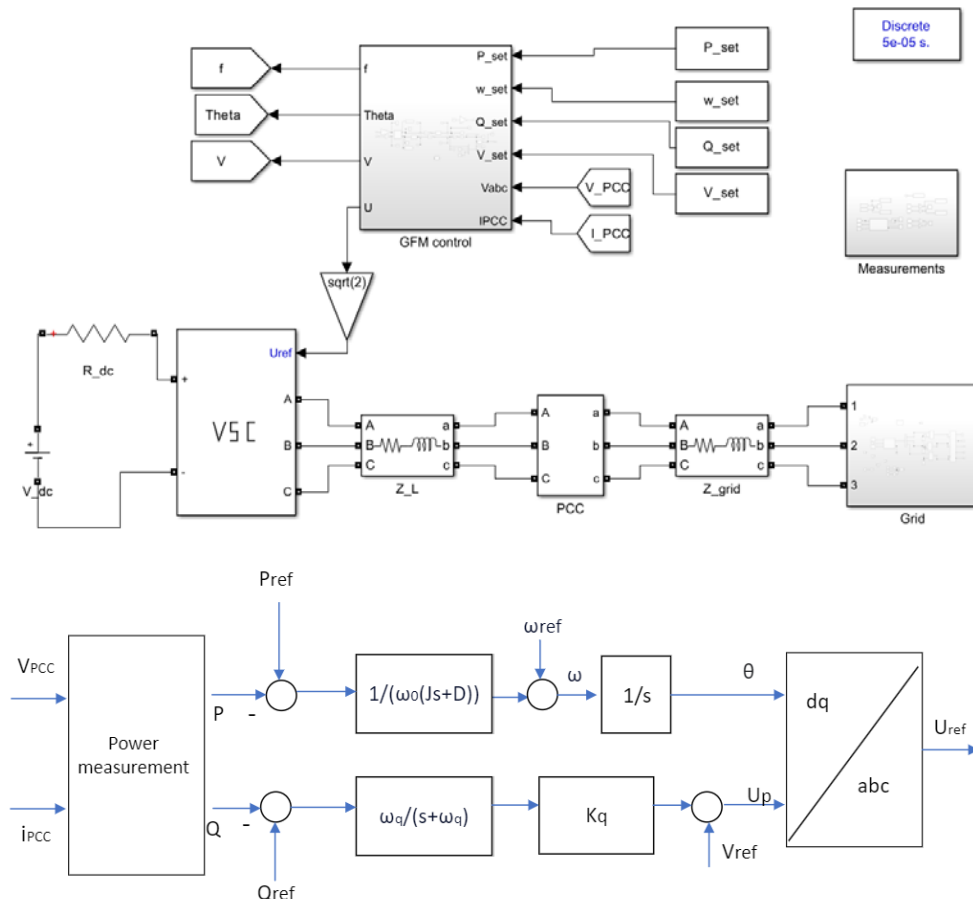 Discrete
5e-05 s.
f
Theta
V
f
Theta
V
U
P_set
w_set
Q_set
V_set
Vabc
IPCC
GFM control
P_set
w_set
Q_set
V_set
V_PCC
I_PCC
Measurements
sqrt(2)
+
R_dc
+
V_dc
+
-
VSC
Uref
A
B
C
A
B
C
a
b
c
Z_L
A
B
C
a
b
c
PCC
A
B
C
a
b
c
Z_grid
1
2
3
Grid
Pref
VPCC
iPCC
Power
measurement
P
-
1/(ω0(Js+D))
ωref
ω
1/s
θ
dq
abc
Uref
Q
-
Qref
ωq/(s+ωq)
Kq
Up
Vref